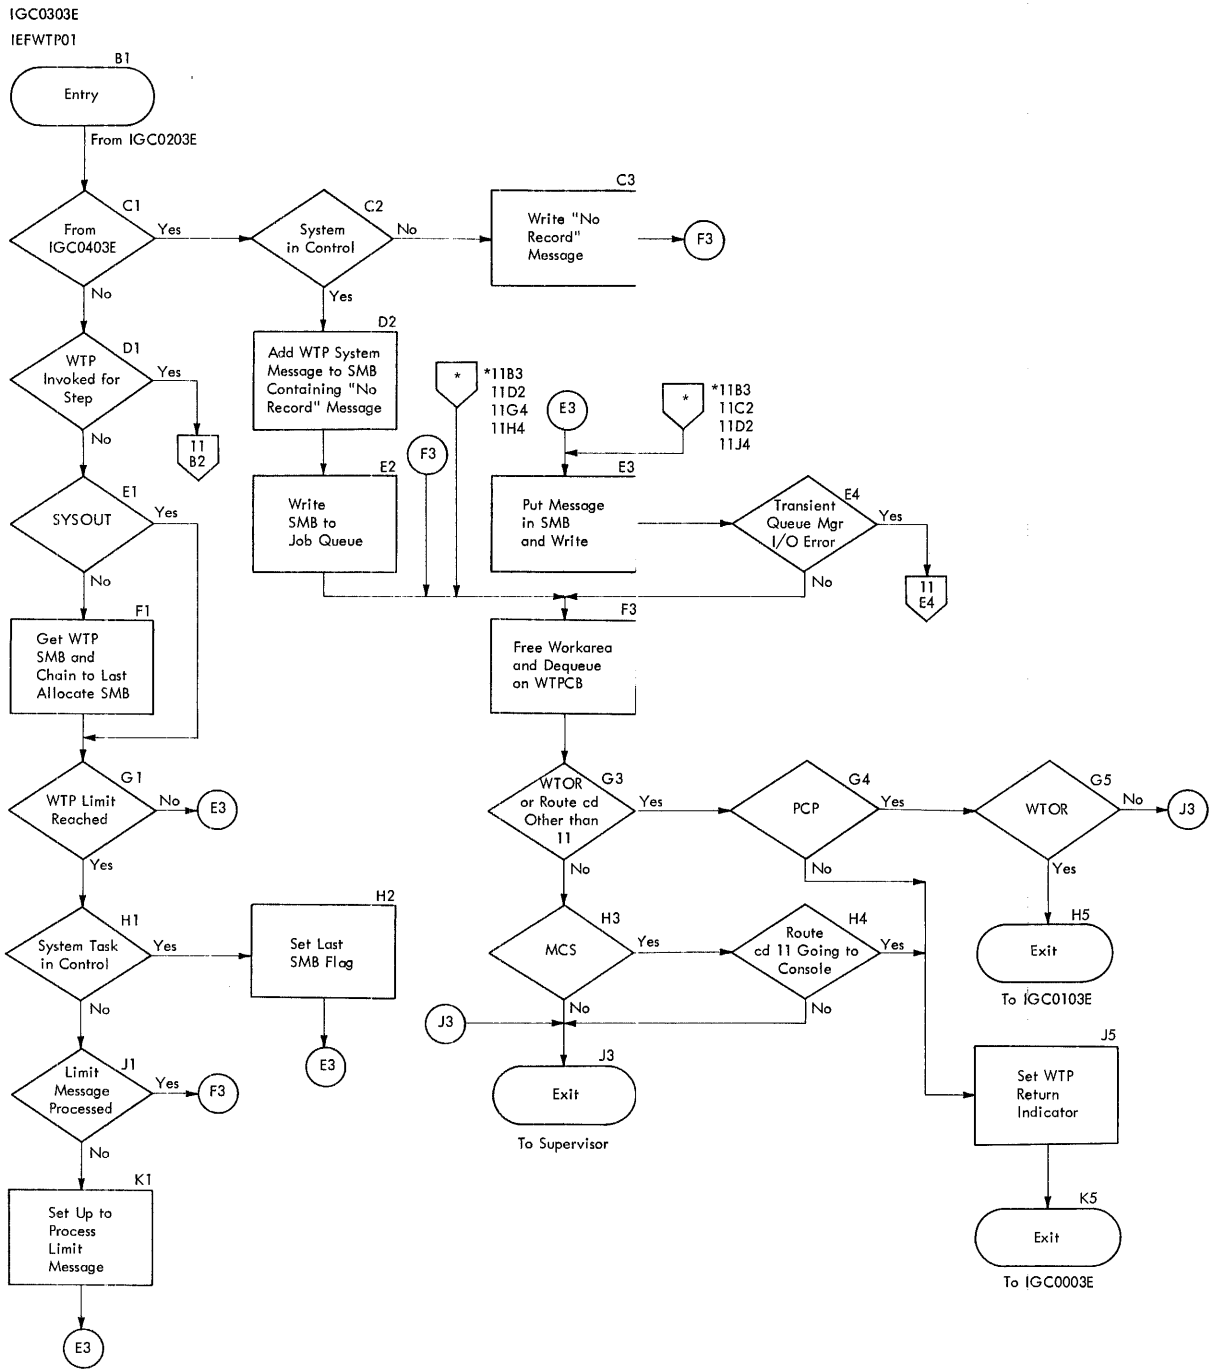 IGC0303E
IEFWTP01
B1
Entry
From IGC0203E
C1
From
IGC0403E
Yes
No
C2
System
in Control
No
Yes
C3
Write "No
Record"
Message
F3
D1
WTP
Invoked for
Step
Yes
No
11
B2
D2
Add WTP System
Message to SMB
Containing "No
Record" Message
*
*11B3
11D2
11G4
11H4
E3
*
*11B3
11C2
11D2
11J4
F3
E1
SYSOUT
Yes
No
E2
Write
SMB to
Job Queue
E3
Put Message
in SMB
and Write
E4
Transient
Queue Mgr
I/O Error
Yes
No
11
E4
F1
Get WTP
SMB and
Chain to Last
Allocate SMB
F3
Free Workarea
and Dequeue
on WTPCB
G1
WTP Limit
Reached
No
E3
Yes
G3
WTOR
or Route cd
Other than
11
Yes
No
G4
PCP
Yes
No
G5
WTOR
No
J3
Yes
H1
System Task
in Control
Yes
No
H2
Set Last
SMB Flag
E3
H3
MCS
Yes
No
H4
Route
cd 11 Going to
Console
Yes
No
H5
Exit
To IGC0103E
J3
J1
Limit
Message
Processed
Yes
F3
No
J3
Exit
To Supervisor
J5
Set WTP
Return
Indicator
K1
Set Up to
Process
Limit
Message
E3
K5
Exit
To IGC0003E